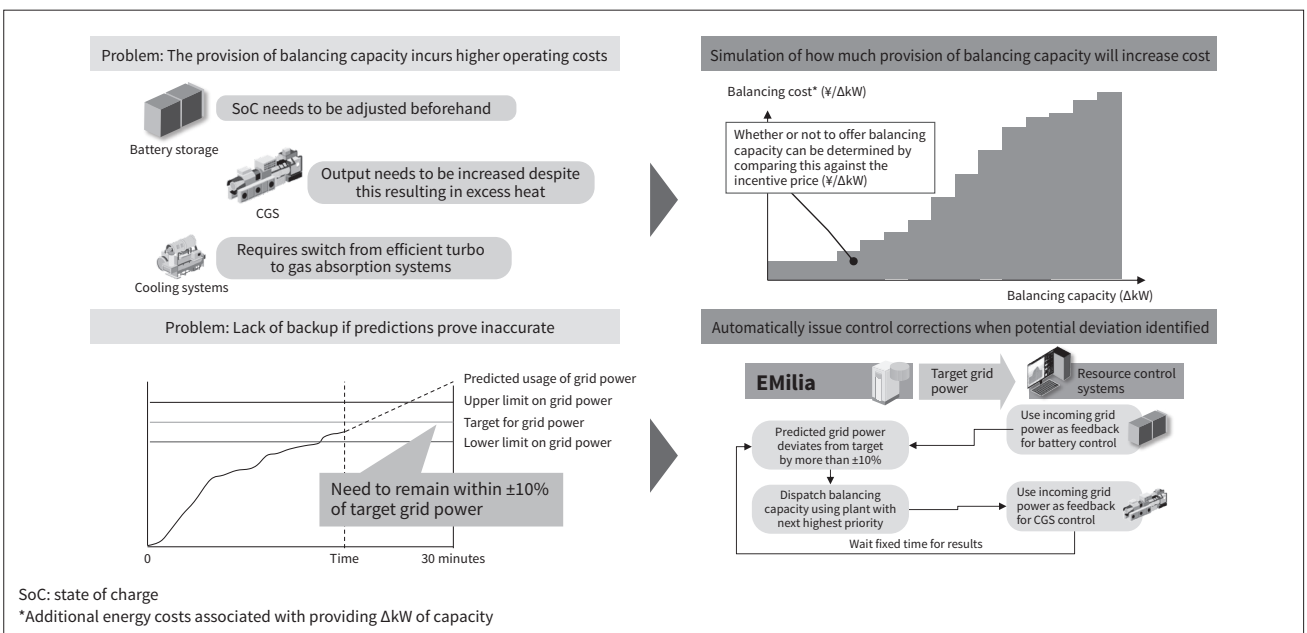 Problem: The provision of balancing capacity incurs higher operating costs
SoC needs to be adjusted beforehand
Battery storage
Output needs to be increased despite
this resulting in excess heat
CGS
Requires switch from efficient turbo
to gas absorption systems
Cooling systems
Simulation of how much provision of balancing capacity will increase cost
Balancing cost* (¥/ΔkW)
Whether or not to offer balancing
capacity can be determined by
comparing this against the
incentive price (¥/ΔkW)
Balancing capacity (ΔkW)
Problem: Lack of backup if predictions prove inaccurate
Predicted usage of grid power
Upper limit on grid power
Target for grid power
Lower limit on grid power
Need to remain within ±10%
of target grid power
0
Time
30 minutes
Automatically issue control corrections when potential deviation identified
EMilia
Target grid
power
Resource control
systems
Use incoming grid
power as feedback
for battery control
Predicted grid power
deviates from target
by more than ±10%
Dispatch balancing
capacity using plant with
next highest priority
Use incoming grid
power as feedback
for CGS control
Wait fixed time for results
SoC: state of charge
*Additional energy costs associated with providing ΔkW of capacity